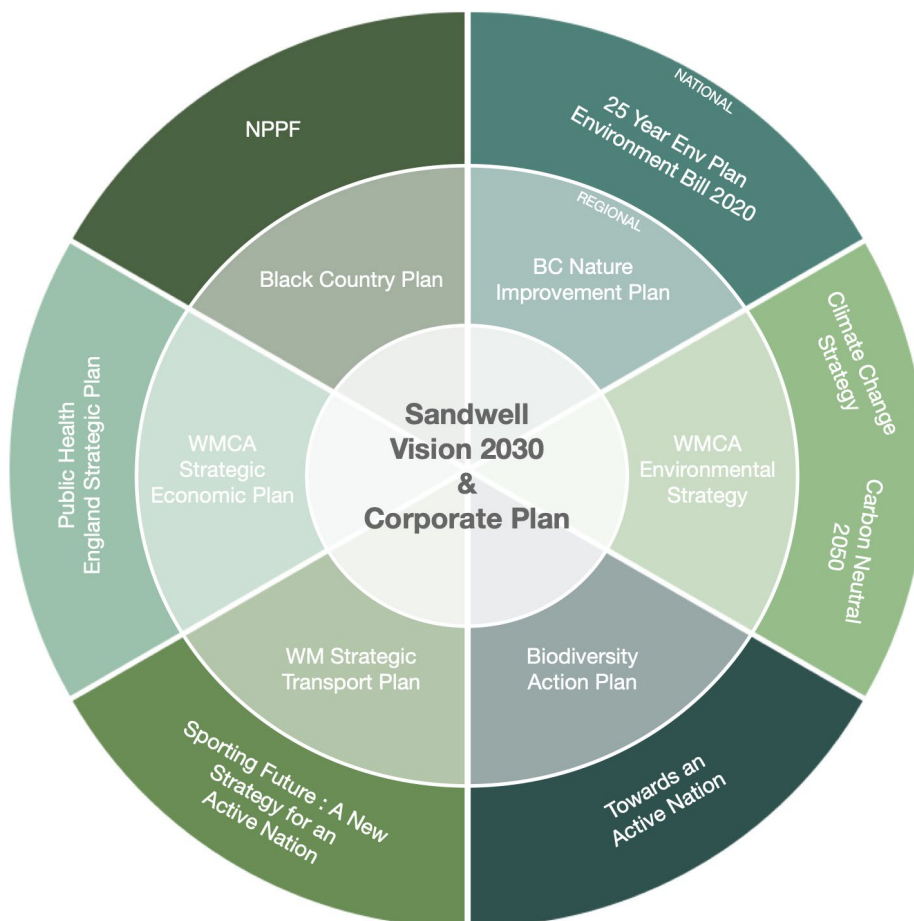 NATIONAL
25 Year Env Plan
Environment Bill 2020
NPPF
REGIONAL
BC Nature
Improvement Plan
Black Country Plan
Climate Change
Strategy
Carbon Neutral
2050
WMCA
Environmental
Strategy
Public Health
England Strategic Plan
WMCA
Strategic
Economic Plan
Sandwell
Vision 2030
&
Corporate Plan
WM Strategic
Transport Plan
Biodiversity
Action Plan
Sporting Future : A New
Strategy for an
Active Nation
Towards an
Active Nation